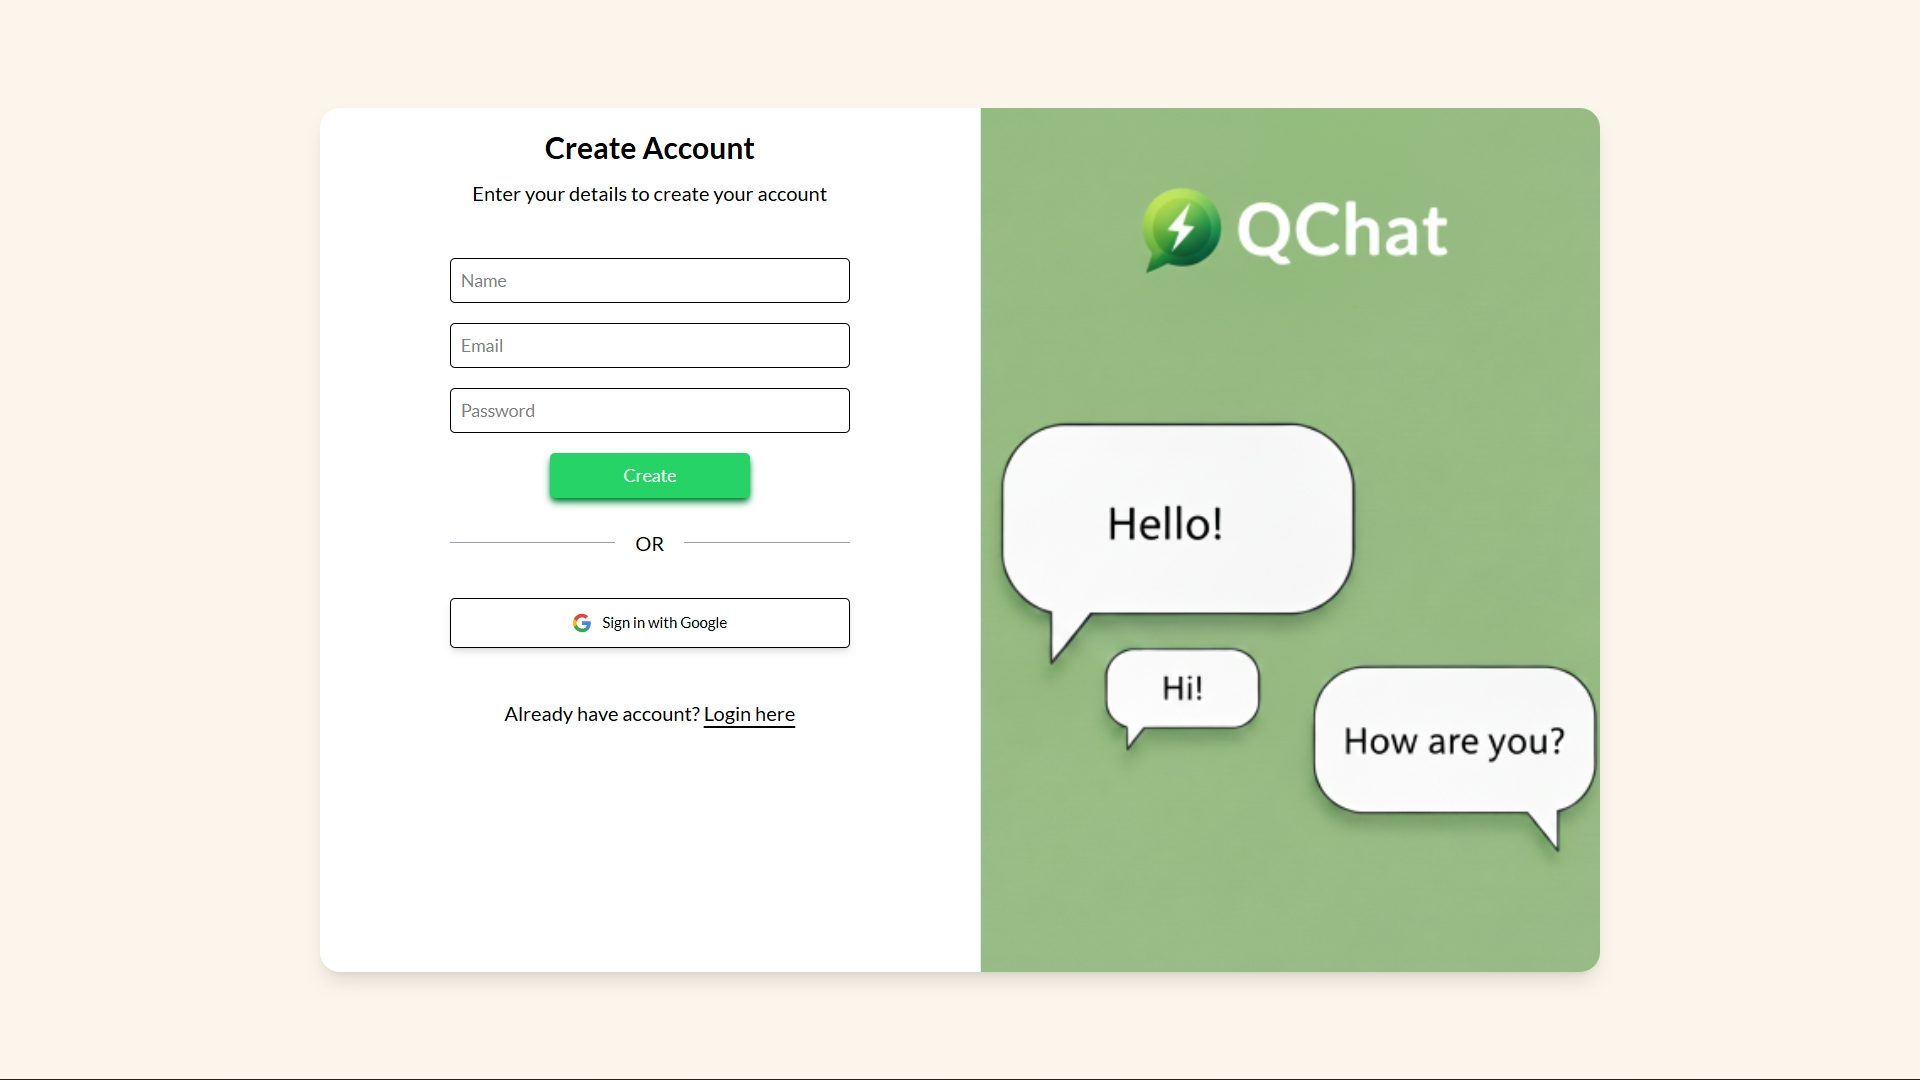 Create Account
Enter your details to create your account
Name
Email
Password
Create
OR
Sign in with Google
Already have account? Login here
QChat
Hello!
Hi!
How are you?